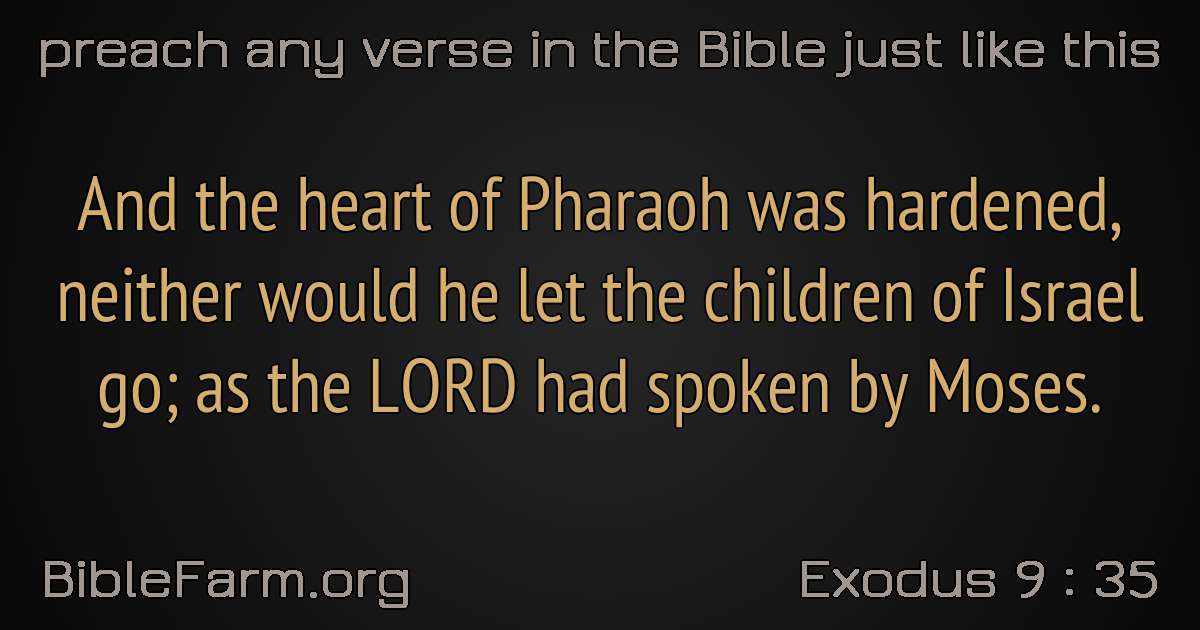 preach any verse in the Bible just like this
And the heart of Pharaoh was hardened,
neither would he let the children of Israel
go; as the LORD had spoken by Moses.
BibleFarm.org
Exodus 9 : 35